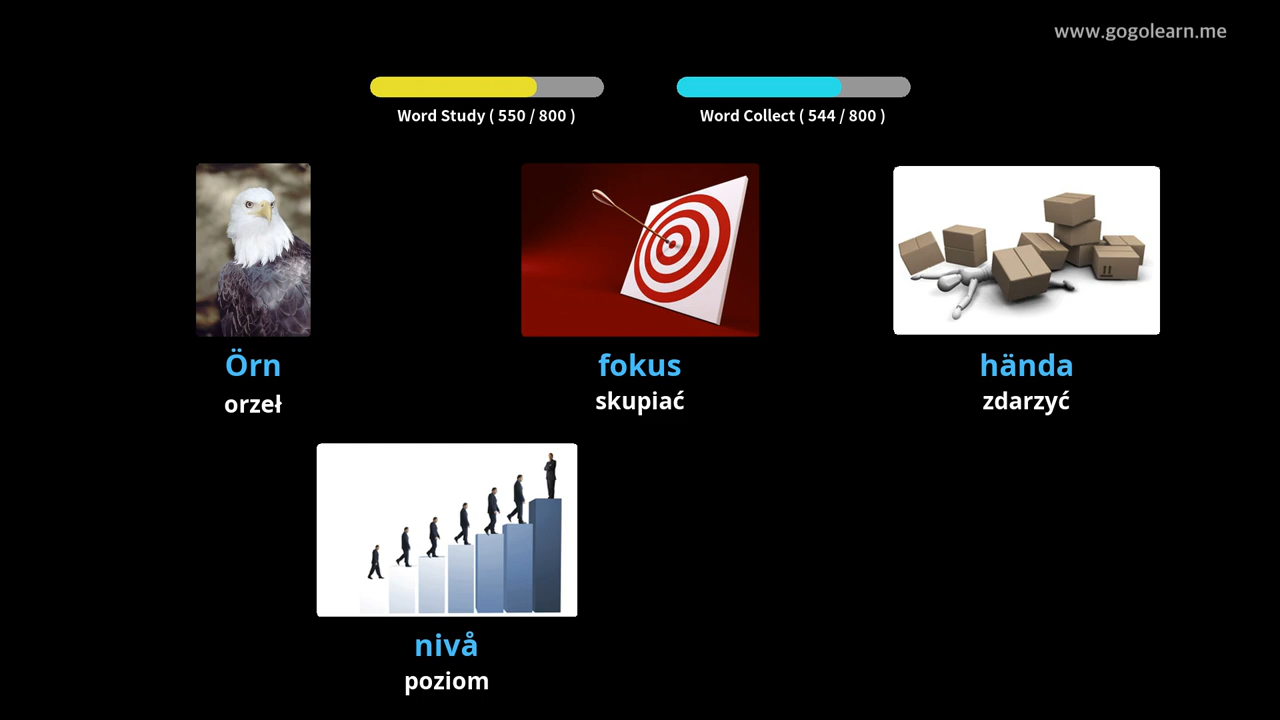 www.gogolearn.me
Word Study ( 550 / 800 )
Word Collect ( 544 / 800 )
Örn
orzeł
fokus
skupiać
hända
zdarzyć
nivå
poziom